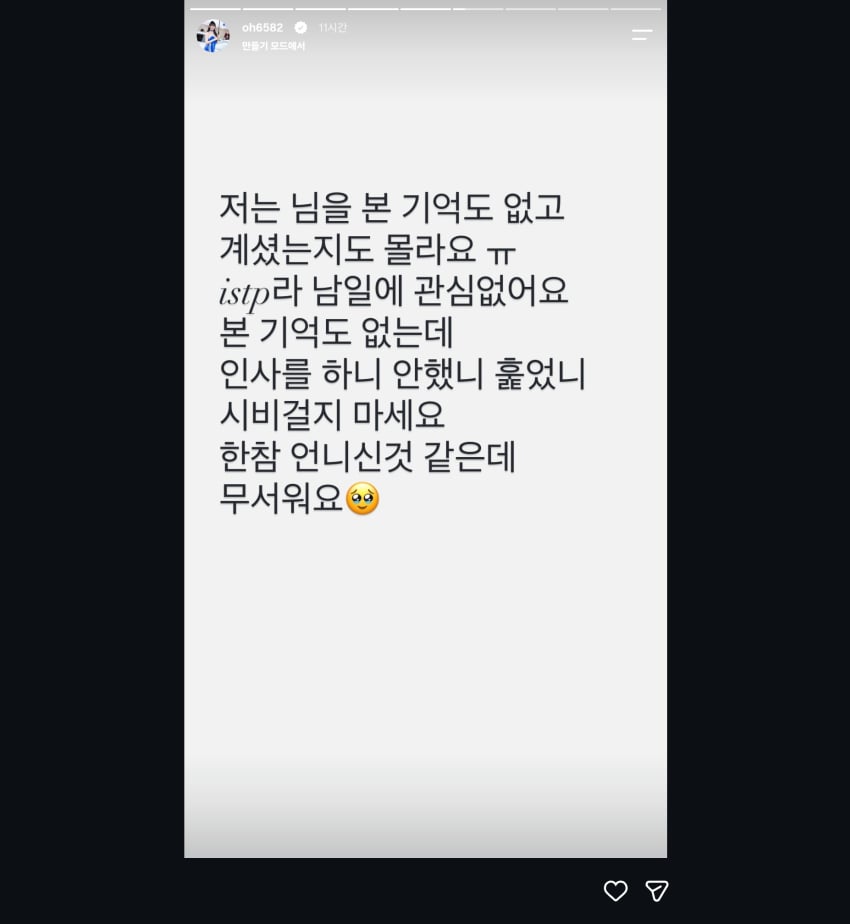 oh6582 11시간
만들기 모드에서
저는 님을 본 기억도 없고
계셨는지도 몰라요 ㅠ
istp라 남일에 관심없어요
본 기억도 없는데
인사를 하니 안했니 훑었니
시비걸지 마세요
한참 언니신것 같은데
무서워요🥹